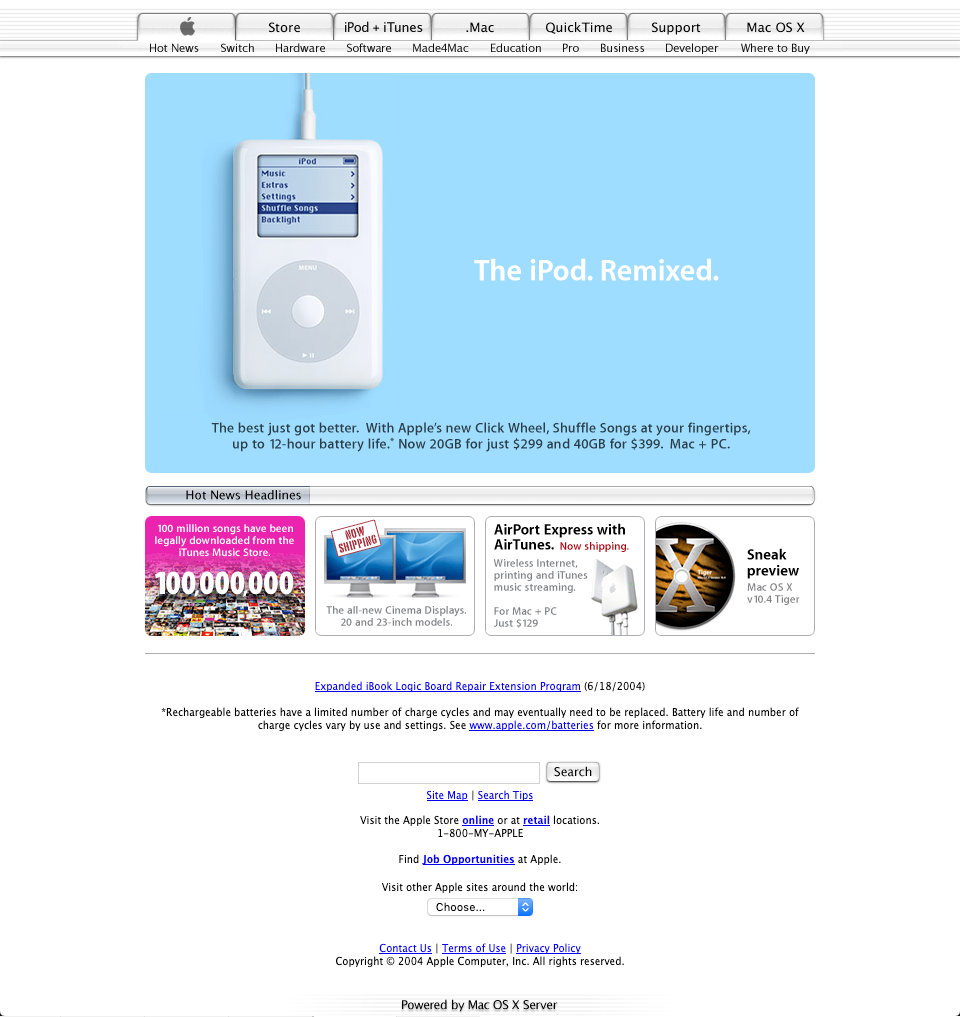 Store
iPod + iTunes
.Mac
QuickTime
Support
Mac OS X
Hot News
Switch
Hardware
Software
Made4Mac
Education
Pro
Business
Developer
Where to Buy
iPod
Music
Extras
Settings
Shuffle Songs
Backlight
MENU
The iPod. Remixed.
The best just got better. With Apple's new Click Wheel, Shuffle Songs at your fingertips,
up to 12-hour battery life.* Now 20GB for just $299 and 40GB for $399. Mac + PC.
Hot News Headlines
100 million songs have been
legally downloaded from the
iTunes Music Store.
100,000,000
NOW
SHIPPING
The all-new Cinema Displays.
20 and 23-inch models.
AirPort Express with
AirTunes. Now shipping.
Wireless Internet,
printing and iTunes
music streaming.
For Mac + PC
Just $129
X
Tiger
Sneak
preview
Mac OS X
v10.4 Tiger
Expanded iBook Logic Board Repair Extension Program (6/18/2004)
*Rechargeable batteries have a limited number of charge cycles and may eventually need to be replaced. Battery life and number of
charge cycles vary by use and settings. See www.apple.com/batteries for more information.
Search
Site Map | Search Tips
Visit the Apple Store online or at retail locations.
1-800-MY-APPLE
Find Job Opportunities at Apple.
Visit other Apple sites around the world:
Choose...
Contact Us | Terms of Use | Privacy Policy
Copyright © 2004 Apple Computer, Inc. All rights reserved.
Powered by Mac OS X Server